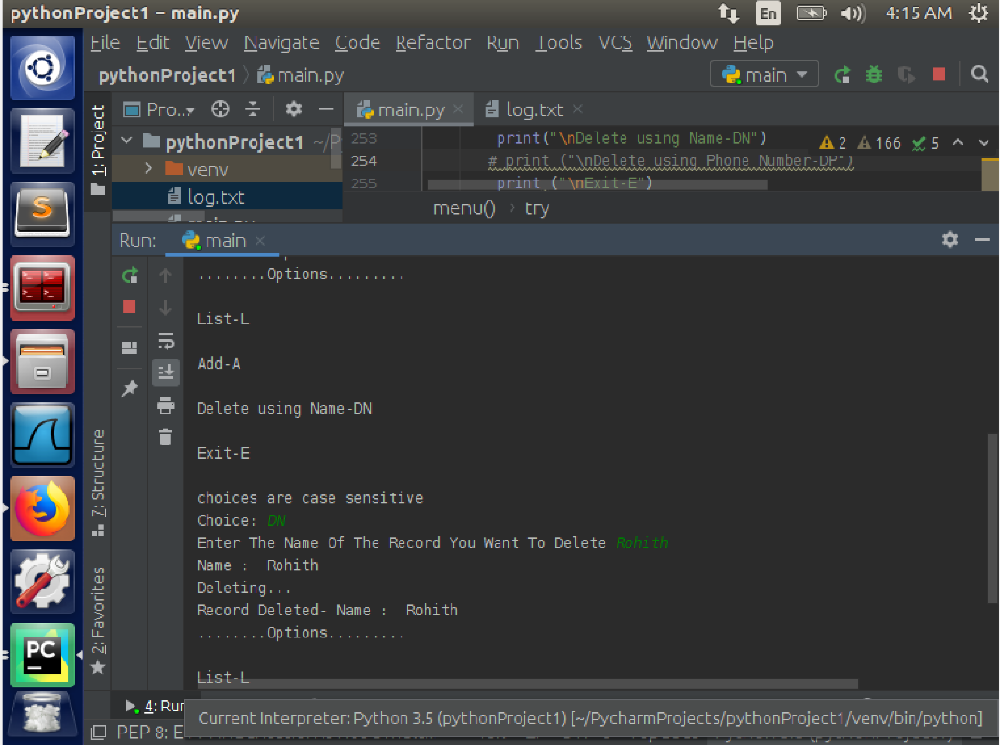 pythonProject1 – main.py
En
4:15 AM
File Edit View Navigate Code Refactor Run Tools VCS Window Help
pythonProject1 main.py
main
1: Project
Pro...
main.py
log.txt
pythonProject1 ~/P
venv
log.txt
main.py
253 print("\nDelete using Name-DN")
254 # print ("\nDelete using Phone Number-DP")
255 print ("\nExit-E")
2 166 5
menu() try
Run: main
........Options.........
List-L
Add-A
Delete using Name-DN
Exit-E
choices are case sensitive
Choice: DN
Enter The Name Of The Record You Want To Delete Rohith
Name : Rohith
Deleting...
Record Deleted- Name : Rohith
........Options.........
List-L
7: Structure
2: Favorites
S
PC
4: Run
Current Interpreter: Python 3.5 (pythonProject1) [~/PycharmProjects/pythonProject1/venv/bin/python]
PEP 8: E